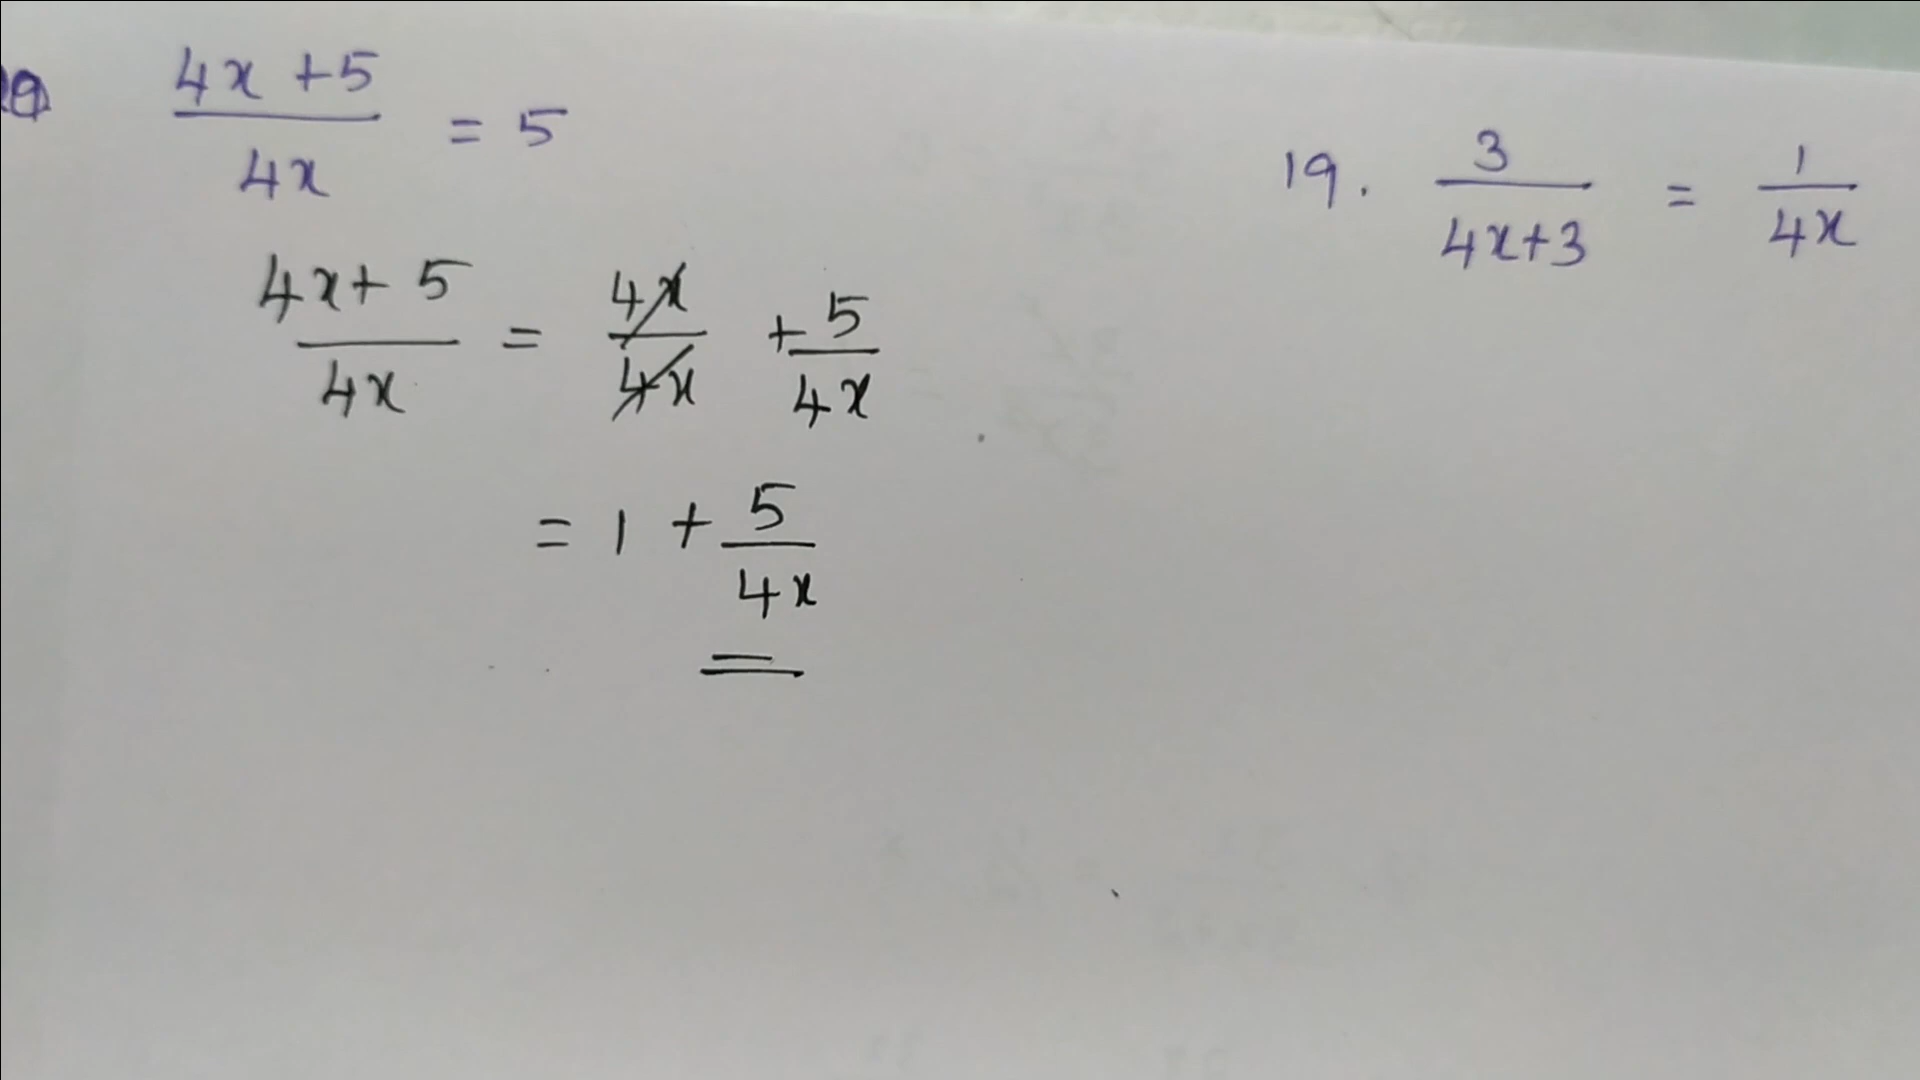 4x + 5 / 4x = 5
4x + 5 / 4x = 4x / 4x + 5 / 4x
= 1 + 5 / 4x
19. 3 / 4x+3 = 1 / 4x